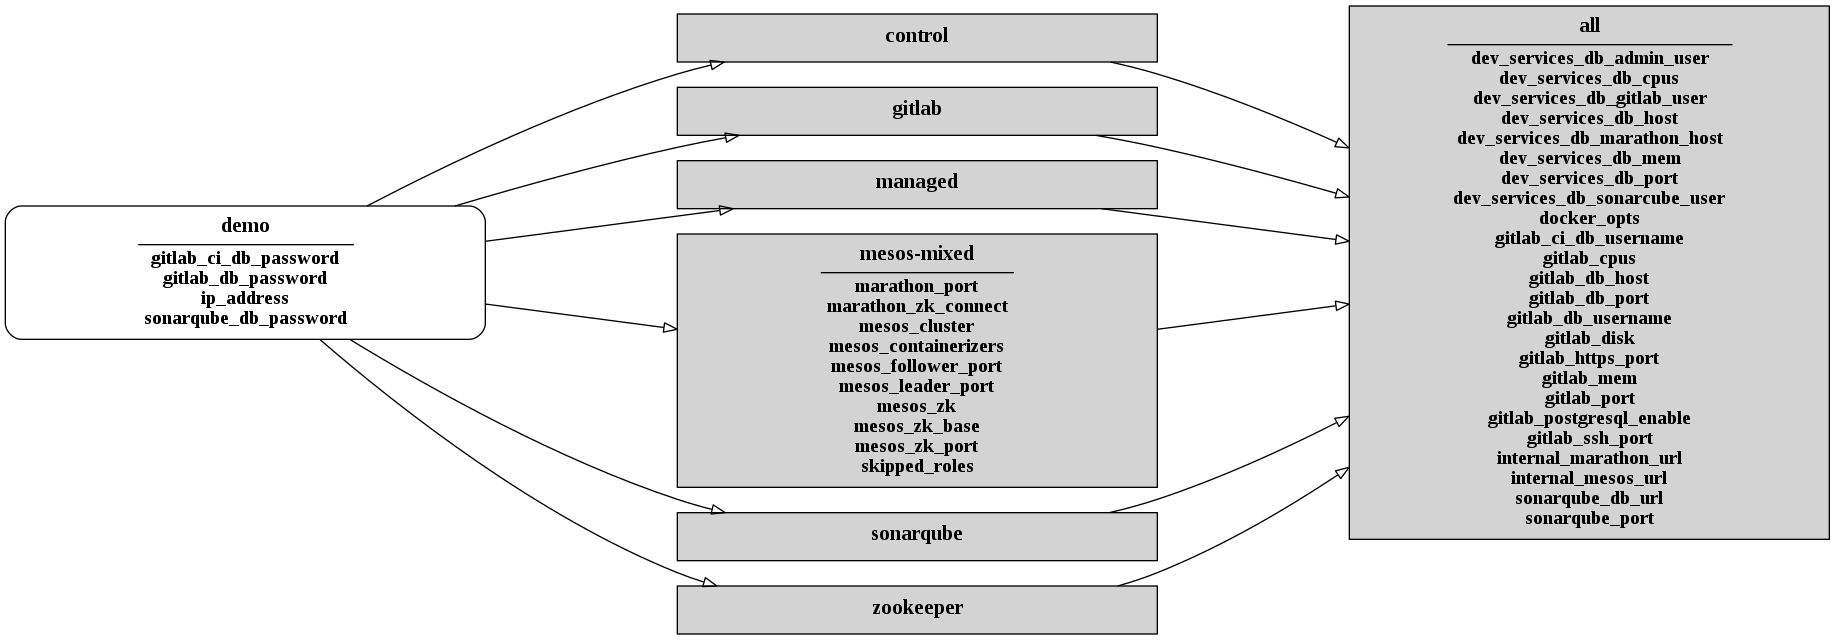 demo
gitlab_ci_db_password
gitlab_db_password
ip_address
sonarqube_db_password
control
gitlab
managed
mesos-mixed
marathon_port
marathon_zk_connect
mesos_cluster
mesos_containerizers
mesos_follower_port
mesos_leader_port
mesos_zk
mesos_zk_base
mesos_zk_port
skipped_roles
sonarqube
zookeeper
all
dev_services_db_admin_user
dev_services_db_cpus
dev_services_db_gitlab_user
dev_services_db_host
dev_services_db_marathon_host
dev_services_db_mem
dev_services_db_port
dev_services_db_sonarcube_user
docker_opts
gitlab_ci_db_username
gitlab_cpus
gitlab_db_host
gitlab_db_port
gitlab_db_username
gitlab_disk
gitlab_https_port
gitlab_mem
gitlab_port
gitlab_postgresql_enable
gitlab_ssh_port
internal_marathon_url
internal_mesos_url
sonarqube_db_url
sonarqube_port